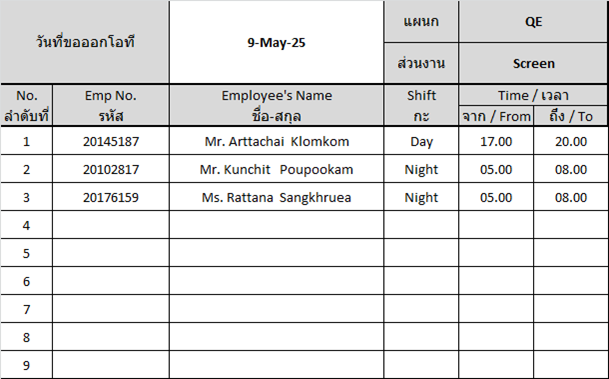 วันที่ขอออกโอที 9-May-25 แผนก QE
ส่วนงาน Screen
No. Emp No. Employee's Name Shift Time / เวลา
ลำดับที่ รหัส ชื่อ-สกุล กะ จาก / From ถึง / To
1 20145187 Mr. Arttachai Klomkom Day 17.00 20.00
2 20102817 Mr. Kunchit Poupookam Night 05.00 08.00
3 20176159 Ms. Rattana Sangkhruea Night 05.00 08.00
4
5
6
7
8
9